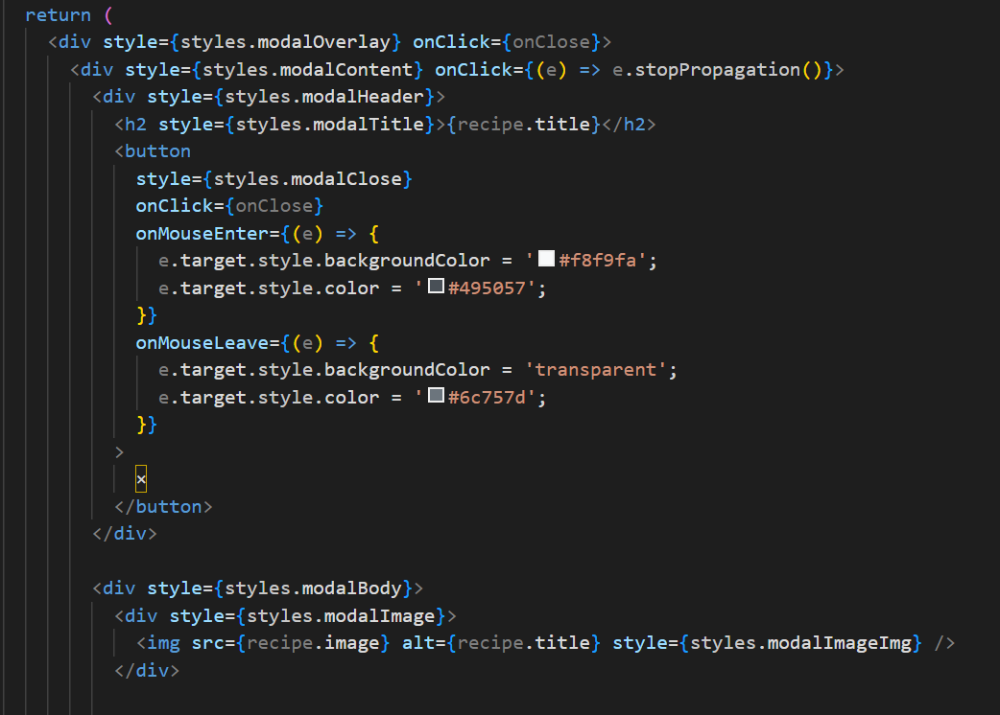 return (
<div style={styles.modalOverlay} onClick={onClose}>
<div style={styles.modalContent} onClick={(e) => e.stopPropagation()}>
<div style={styles.modalHeader}>
<h2 style={styles.modalTitle}>{recipe.title}</h2>
<button
style={styles.modalClose}
onClick={onClose}
onMouseEnter={(e) => {
e.target.style.backgroundColor = '#f8f9fa';
e.target.style.color = '#495057';
}}
onMouseLeave={(e) => {
e.target.style.backgroundColor = 'transparent';
e.target.style.color = '#6c757d';
}}
>
×
</button>
</div>
<div style={styles.modalBody}>
<div style={styles.modalImage}>
<img src={recipe.image} alt={recipe.title} style={styles.modalImageImg} />
</div>